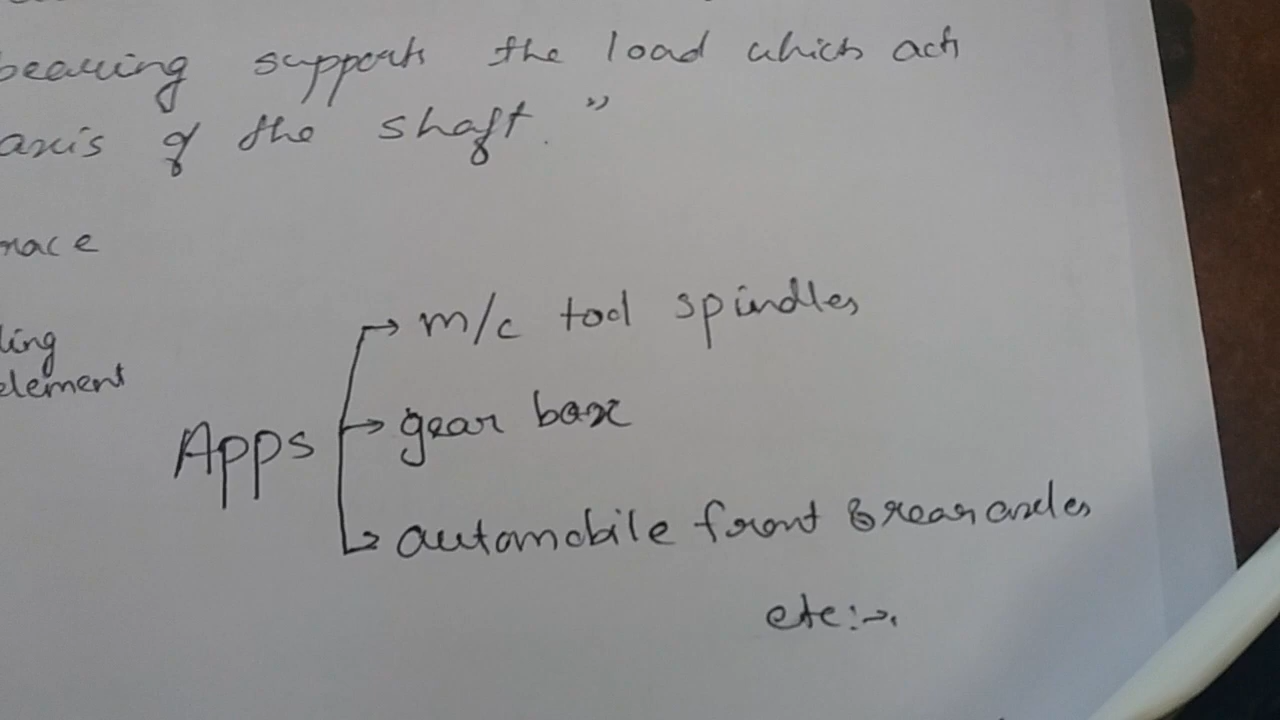 bearing supports the load which acts
axis of the shaft."
nace
ling
element
m/c tool spindles
Apps
gear box
automobile front & rear axles
etc:-.